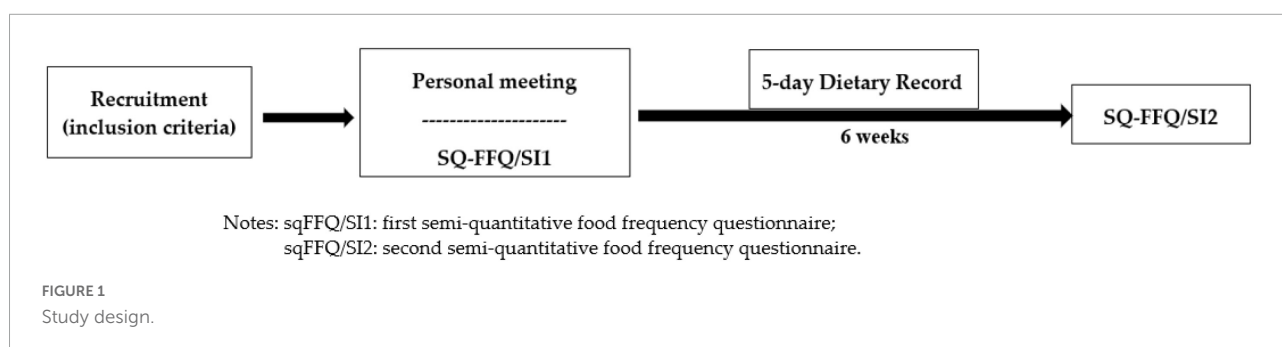 Recruitment
(inclusion criteria)
Personal meeting
---------------------
SQ-FFQ/SI1
5-day Dietary Record
6 weeks
SQ-FFQ/SI2
Notes: sqFFQ/SI1: first semi-quantitative food frequency questionnaire;
sqFFQ/SI2: second semi-quantitative food frequency questionnaire.
FIGURE 1
Study design.